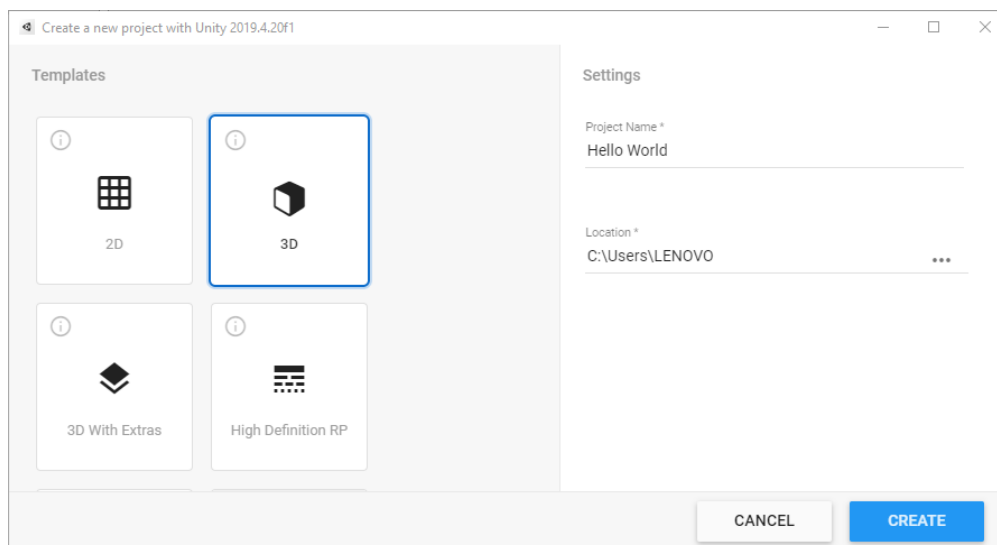 Create a new project with Unity 2019.4.20f1
Templates
2D
3D
3D With Extras
High Definition RP
Settings
Project Name *
Hello World
Location *
C:\Users\LENOVO
CANCEL
CREATE